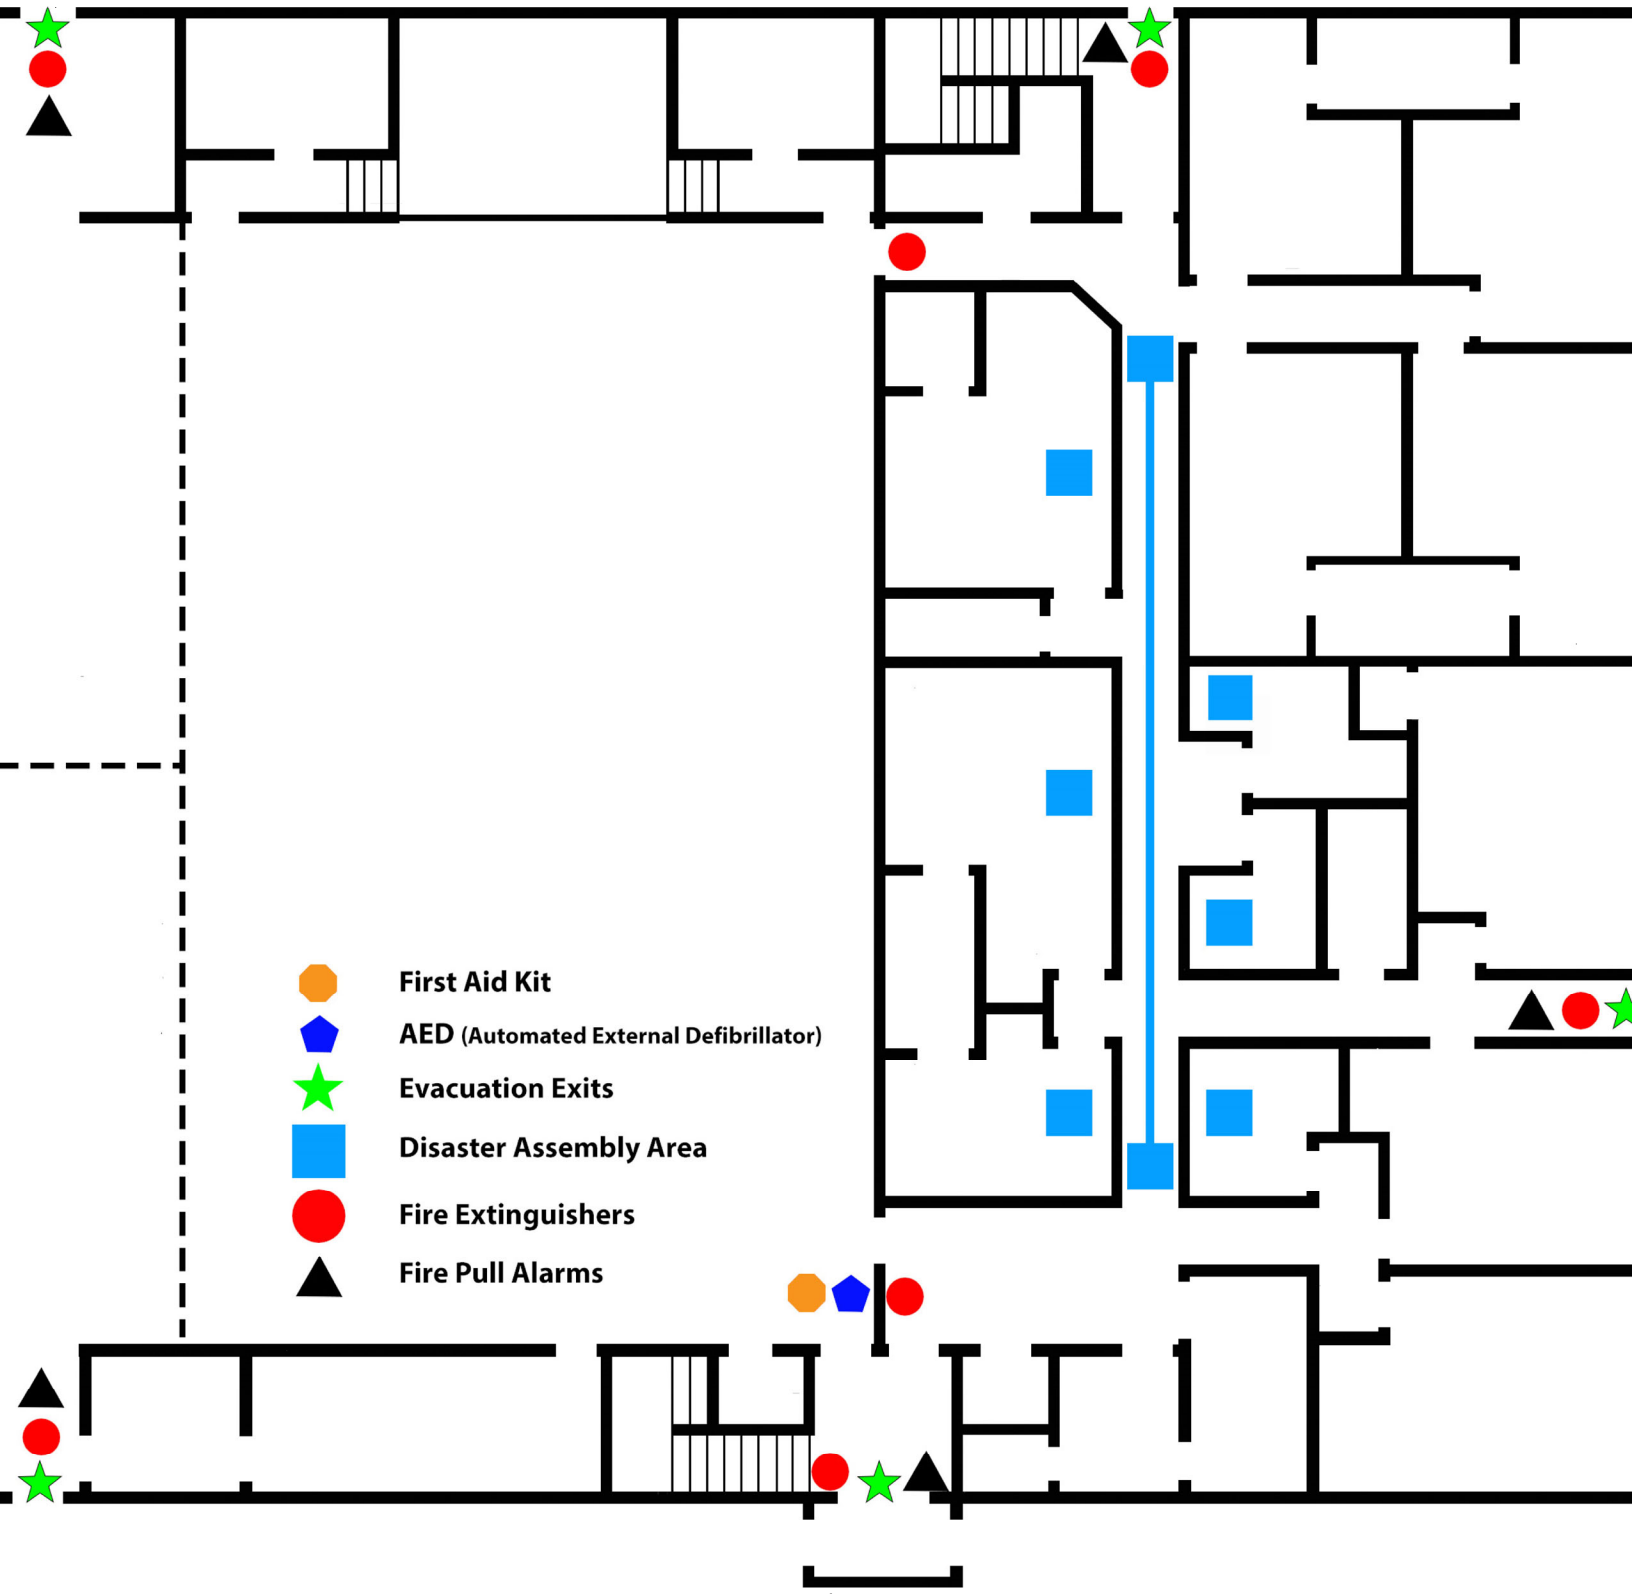 First Aid Kit
AED (Automated External Defibrillator)
Evacuation Exits
Disaster Assembly Area
Fire Extinguishers
Fire Pull Alarms